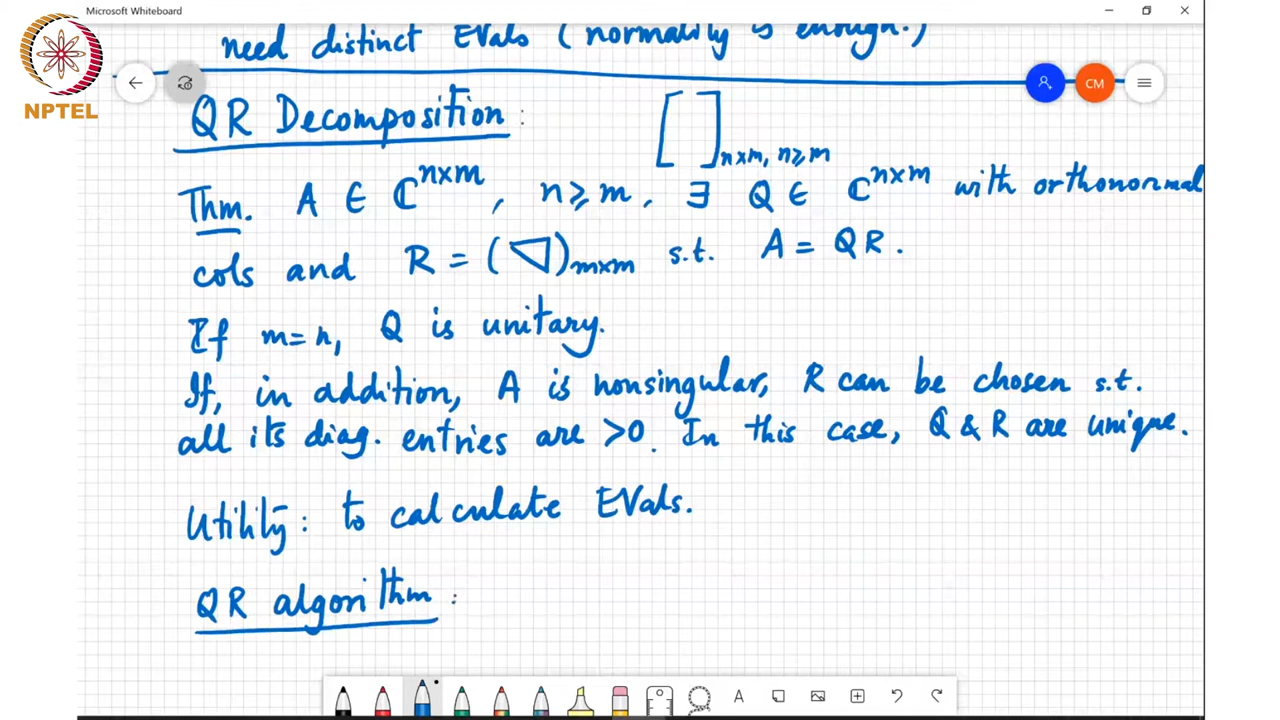 Microsoft Whiteboard
need distinct EVals (normality is enough.)
NPTEL
CM
QR Decomposition:
[ ]n×m, n⩾m
Thm. A ∈ ℂ^{n×m}, n⩾m, ∃ Q ∈ ℂ^{n×m} with orthonormal
cols and R = (▽)m×m s.t. A = QR.
If m=n, Q is unitary.
If, in addition, A is nonsingular, R can be chosen s.t.
all its diag. entries are >0. In this case, Q & R are unique.
Utility: to calculate EVals.
QR algorithm:
A